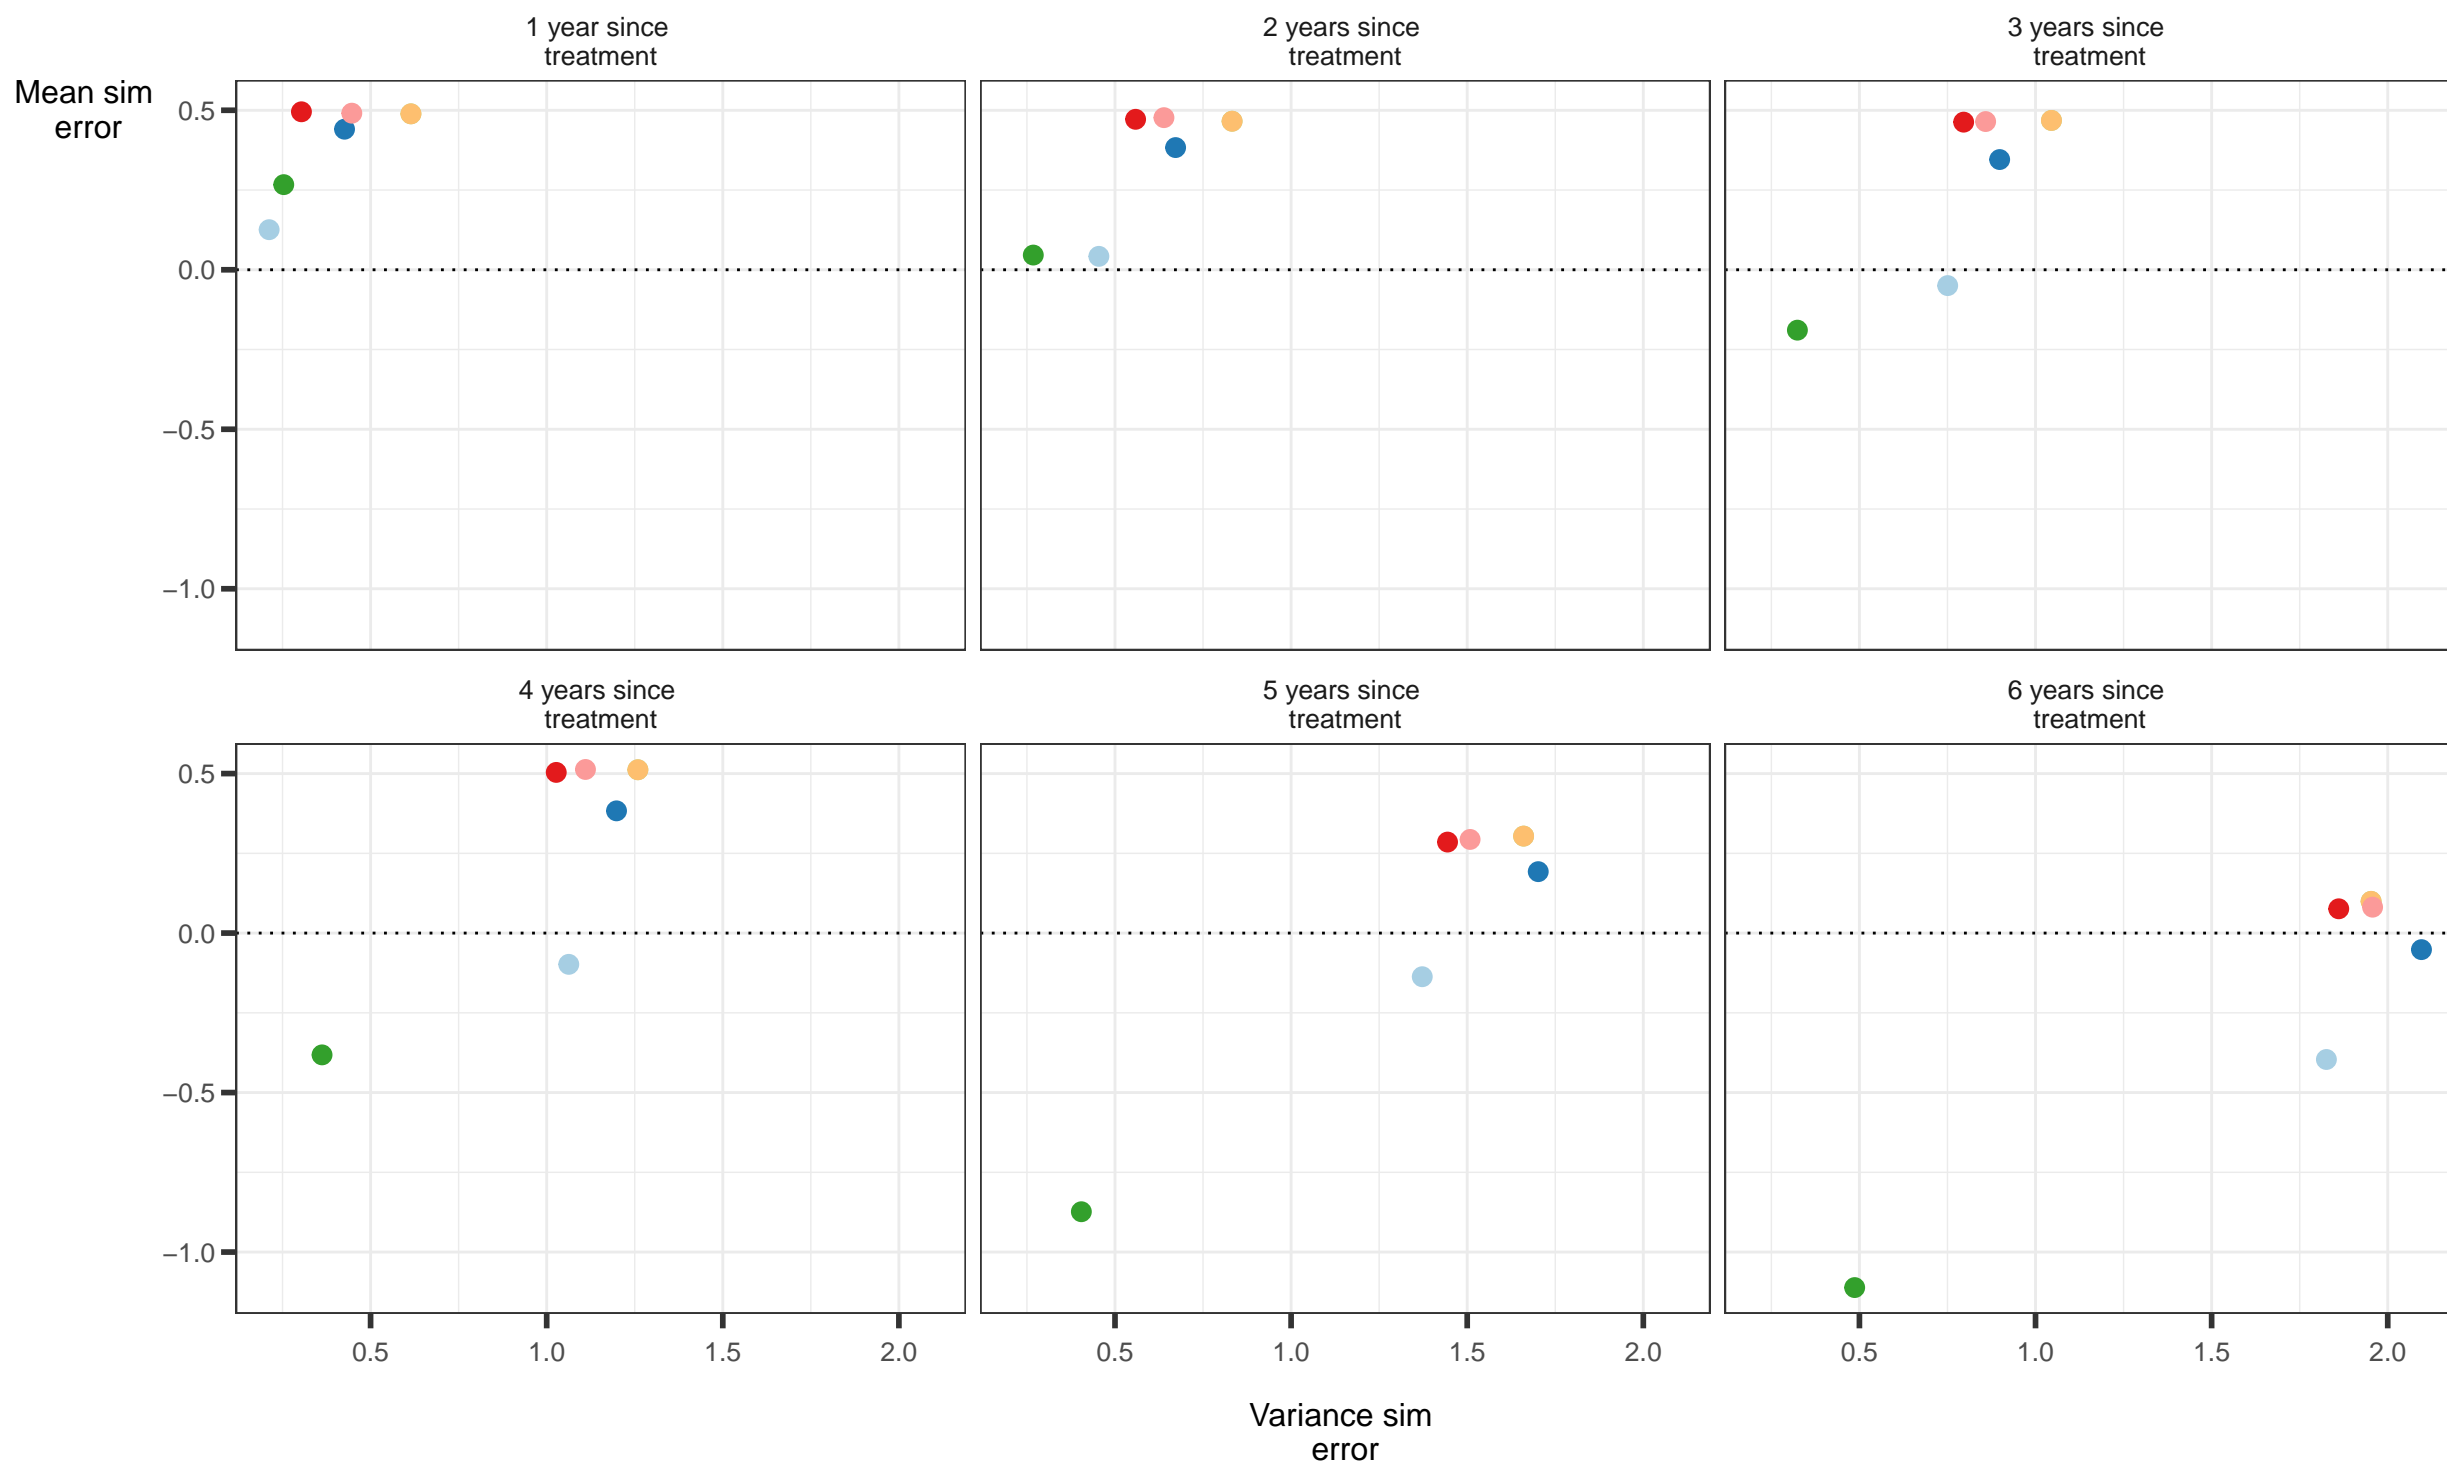 1 year since
treatment
2 years since
treatment
3 years since
treatment
Mean sim
error
0.5
0.0
−0.5
−1.0
4 years since
treatment
5 years since
treatment
6 years since
treatment
0.5
0.0
−0.5
−1.0
0.5 1.0 1.5 2.0 0.5 1.0 1.5 2.0 0.5 1.0 1.5 2.0
Variance sim
error